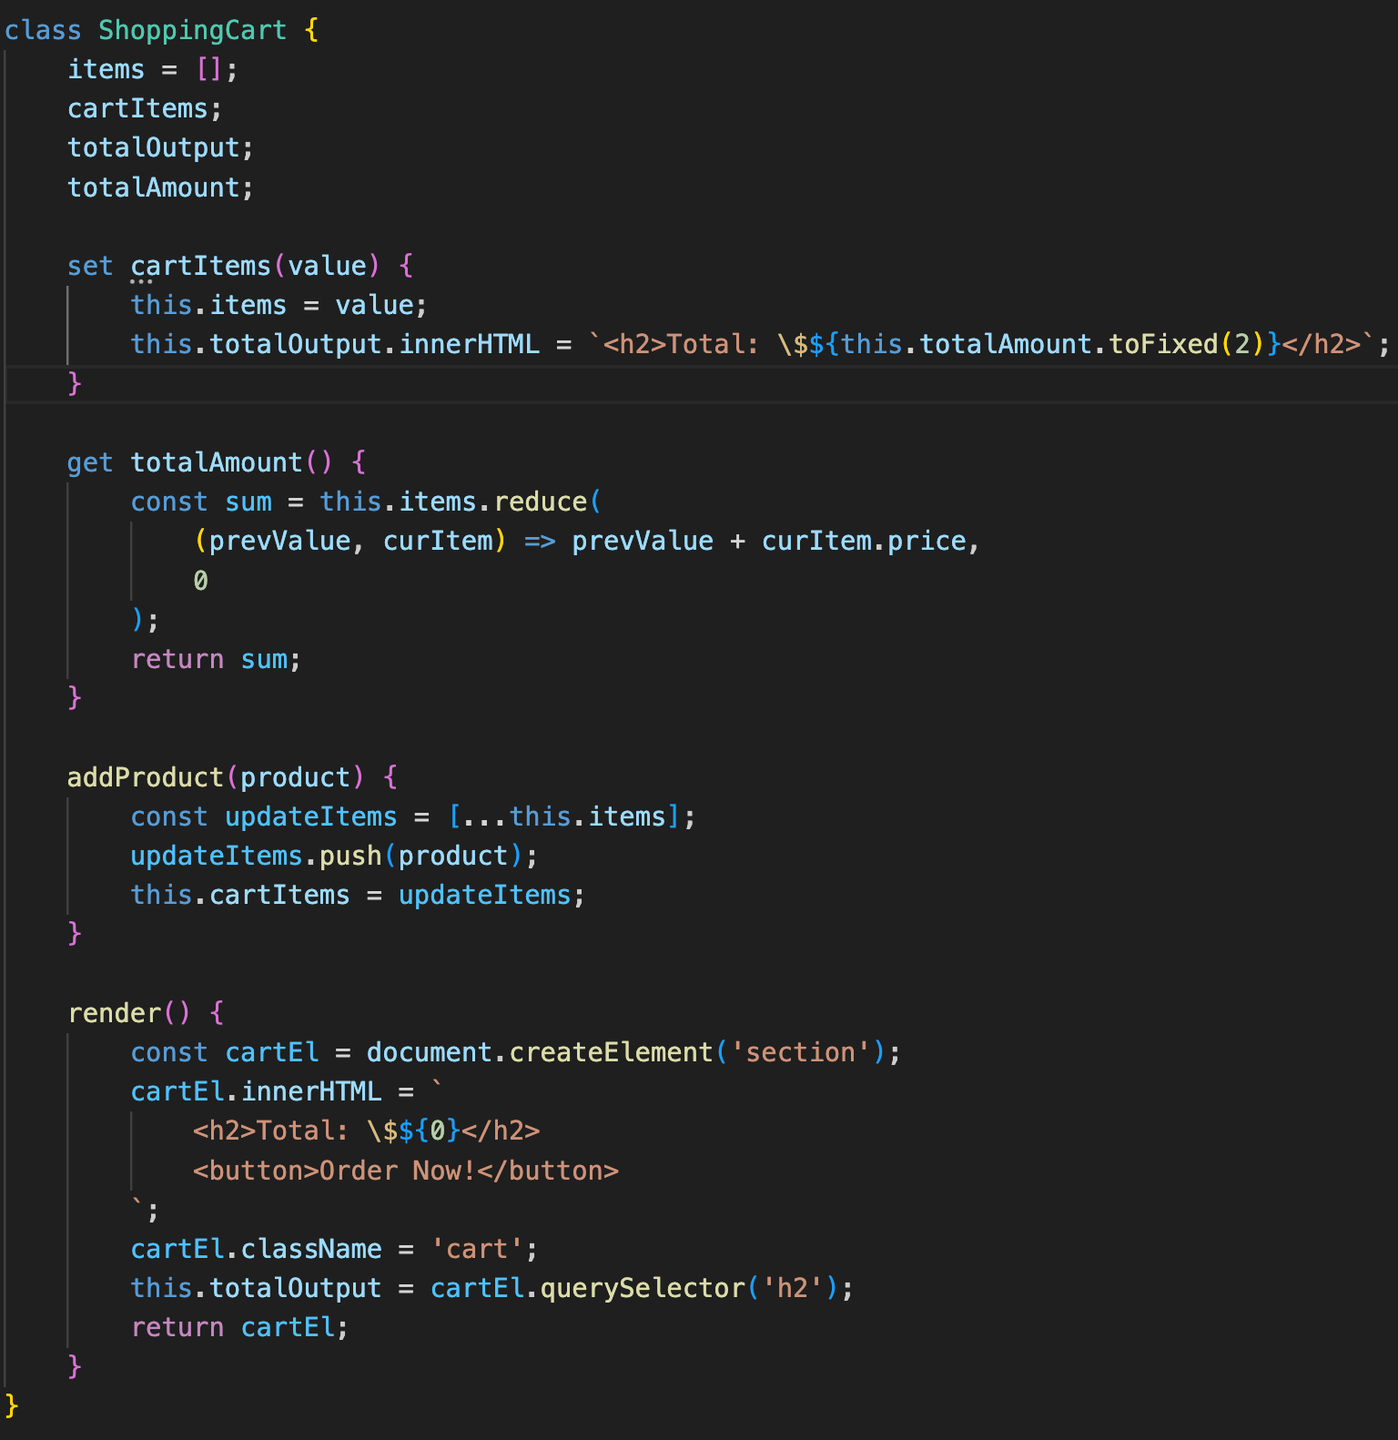 class ShoppingCart {
    items = [];
    cartItems;
    totalOutput;
    totalAmount;

    set cartItems(value) {
        this.items = value;
        this.totalOutput.innerHTML = `<h2>Total: \$${this.totalAmount.toFixed(2)}</h2>`;
    }

    get totalAmount() {
        const sum = this.items.reduce(
            (prevValue, curItem) => prevValue + curItem.price,
            0
        );
        return sum;
    }

    addProduct(product) {
        const updateItems = [...this.items];
        updateItems.push(product);
        this.cartItems = updateItems;
    }

    render() {
        const cartEl = document.createElement('section');
        cartEl.innerHTML = `
            <h2>Total: \$${0}</h2>
            <button>Order Now!</button>
        `;
        cartEl.className = 'cart';
        this.totalOutput = cartEl.querySelector('h2');
        return cartEl;
    }
}